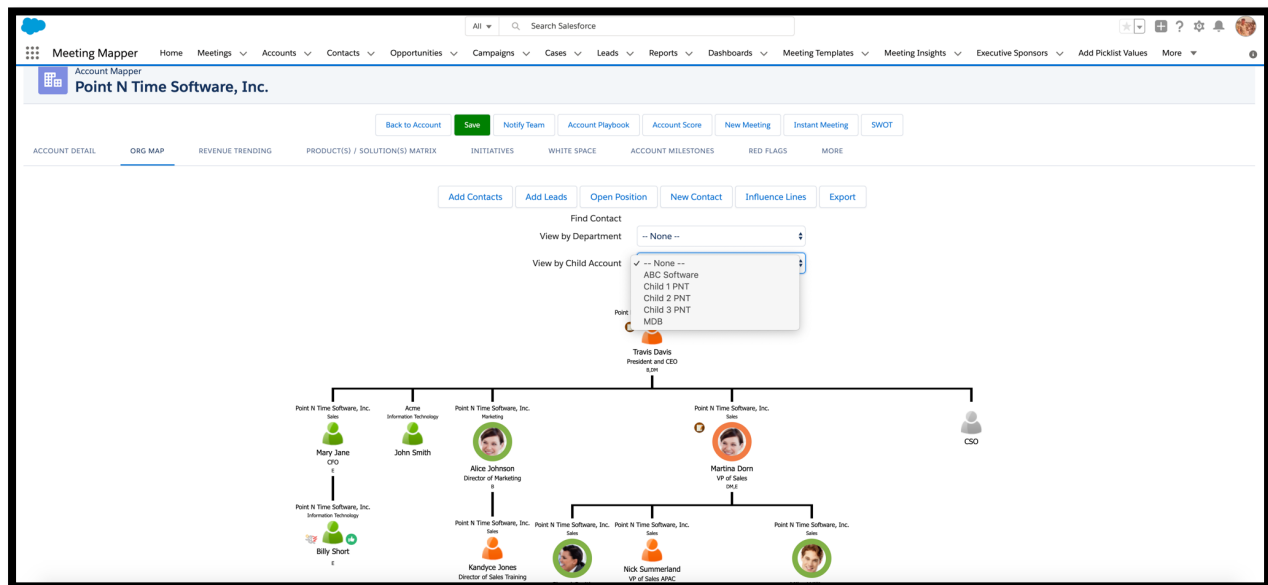 All
Search Salesforce
Meeting Mapper Home Meetings Accounts Contacts Opportunities Campaigns Cases Leads Reports Dashboards Meeting Templates Meeting Insights Executive Sponsors Add Picklist Values More
Account Mapper
Point N Time Software, Inc.
Back to Account Save Notify Team Account Playbook Account Score New Meeting Instant Meeting SWOT
ACCOUNT DETAIL ORG MAP REVENUE TRENDING PRODUCT(S) / SOLUTION(S) MATRIX INITIATIVES WHITE SPACE ACCOUNT MILESTONES RED FLAGS MORE
Add Contacts Add Leads Open Position New Contact Influence Lines Export
Find Contact
View by Department -- None --
View by Child Account ✓ -- None --
ABC Software
Child 1 PNT
Child 2 PNT
Child 3 PNT
MDB
Point
Travis Davis
President and CEO
B,DM
Point N Time Software, Inc. Acme Point N Time Software, Inc. Point N Time Software, Inc.
Sales Information Technology Marketing Sales
CSO
Mary Jane John Smith
CFO
E
Alice Johnson Martina Dorn
Director of Marketing VP of Sales
B DM,E
Point N Time Software, Inc.
Information Technology
Point N Time Software, Inc. Point N Time Software, Inc. Point N Time Software, Inc. Point N Time Software, Inc.
Sales Sales Sales Sales
Billy Short
E
Kandyce Jones Nick Summerland
Director of Sales Training VP of Sales APAC